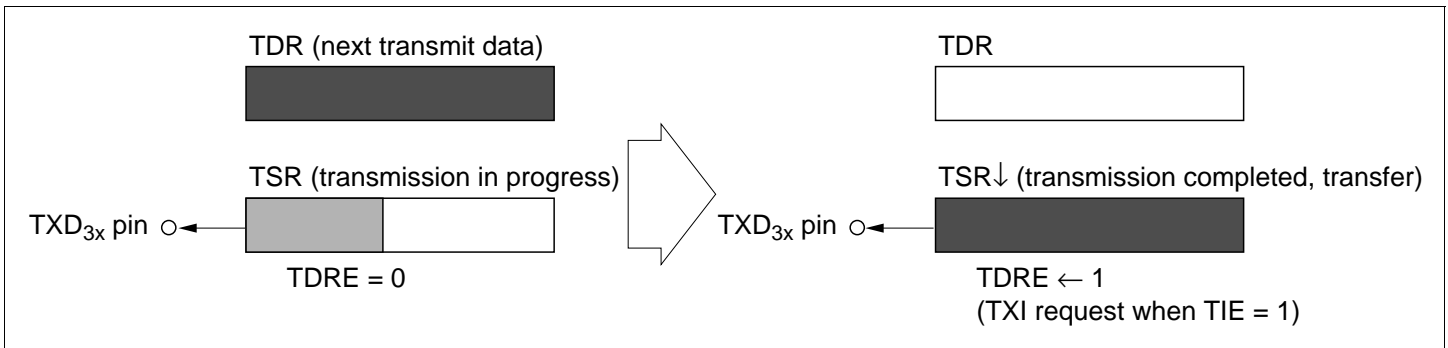 TDR (next transmit data)
TSR (transmission in progress)
TXD3x pin
TDRE = 0
TDR
TSR↓ (transmission completed, transfer)
TXD3x pin
TDRE ← 1
(TXI request when TIE = 1)